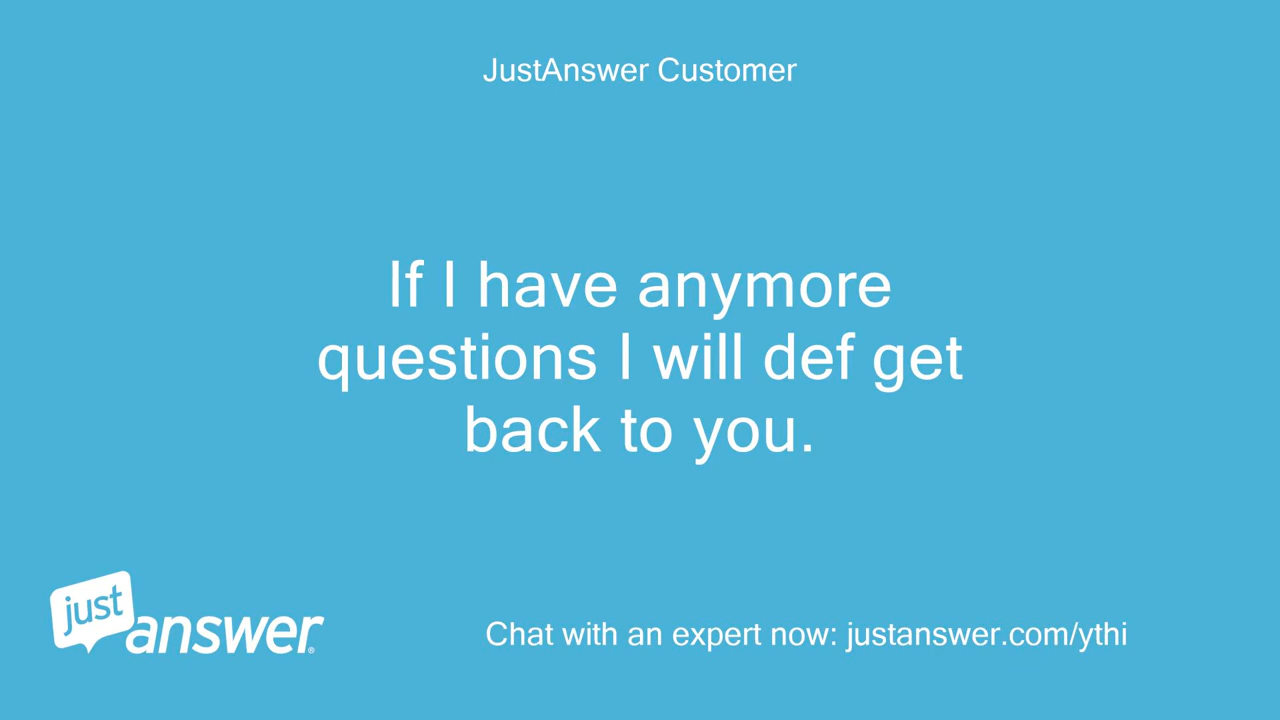 JustAnswer Customer
If I have anymore
questions I will def get
back to you.
just
answer®
Chat with an expert now: justanswer.com/ythi